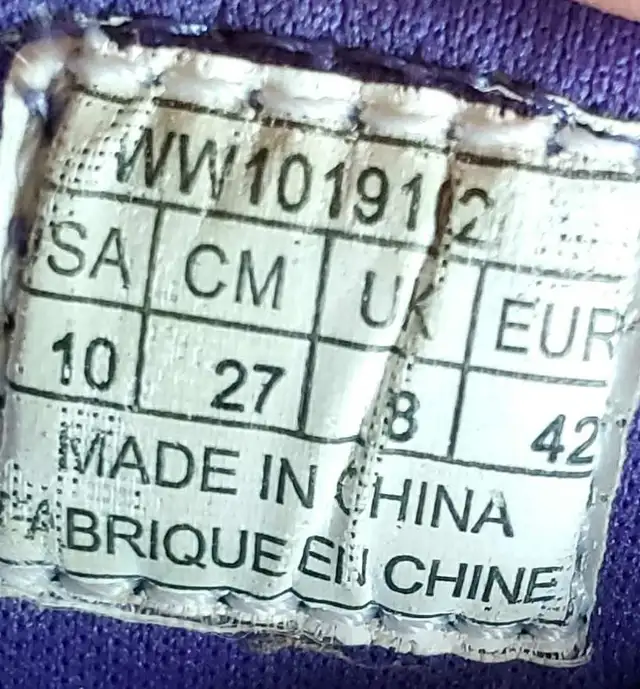 WW101912
SA CM UK EUR
10 27 8 42
MADE IN CHINA
FABRIQUE EN CHINE